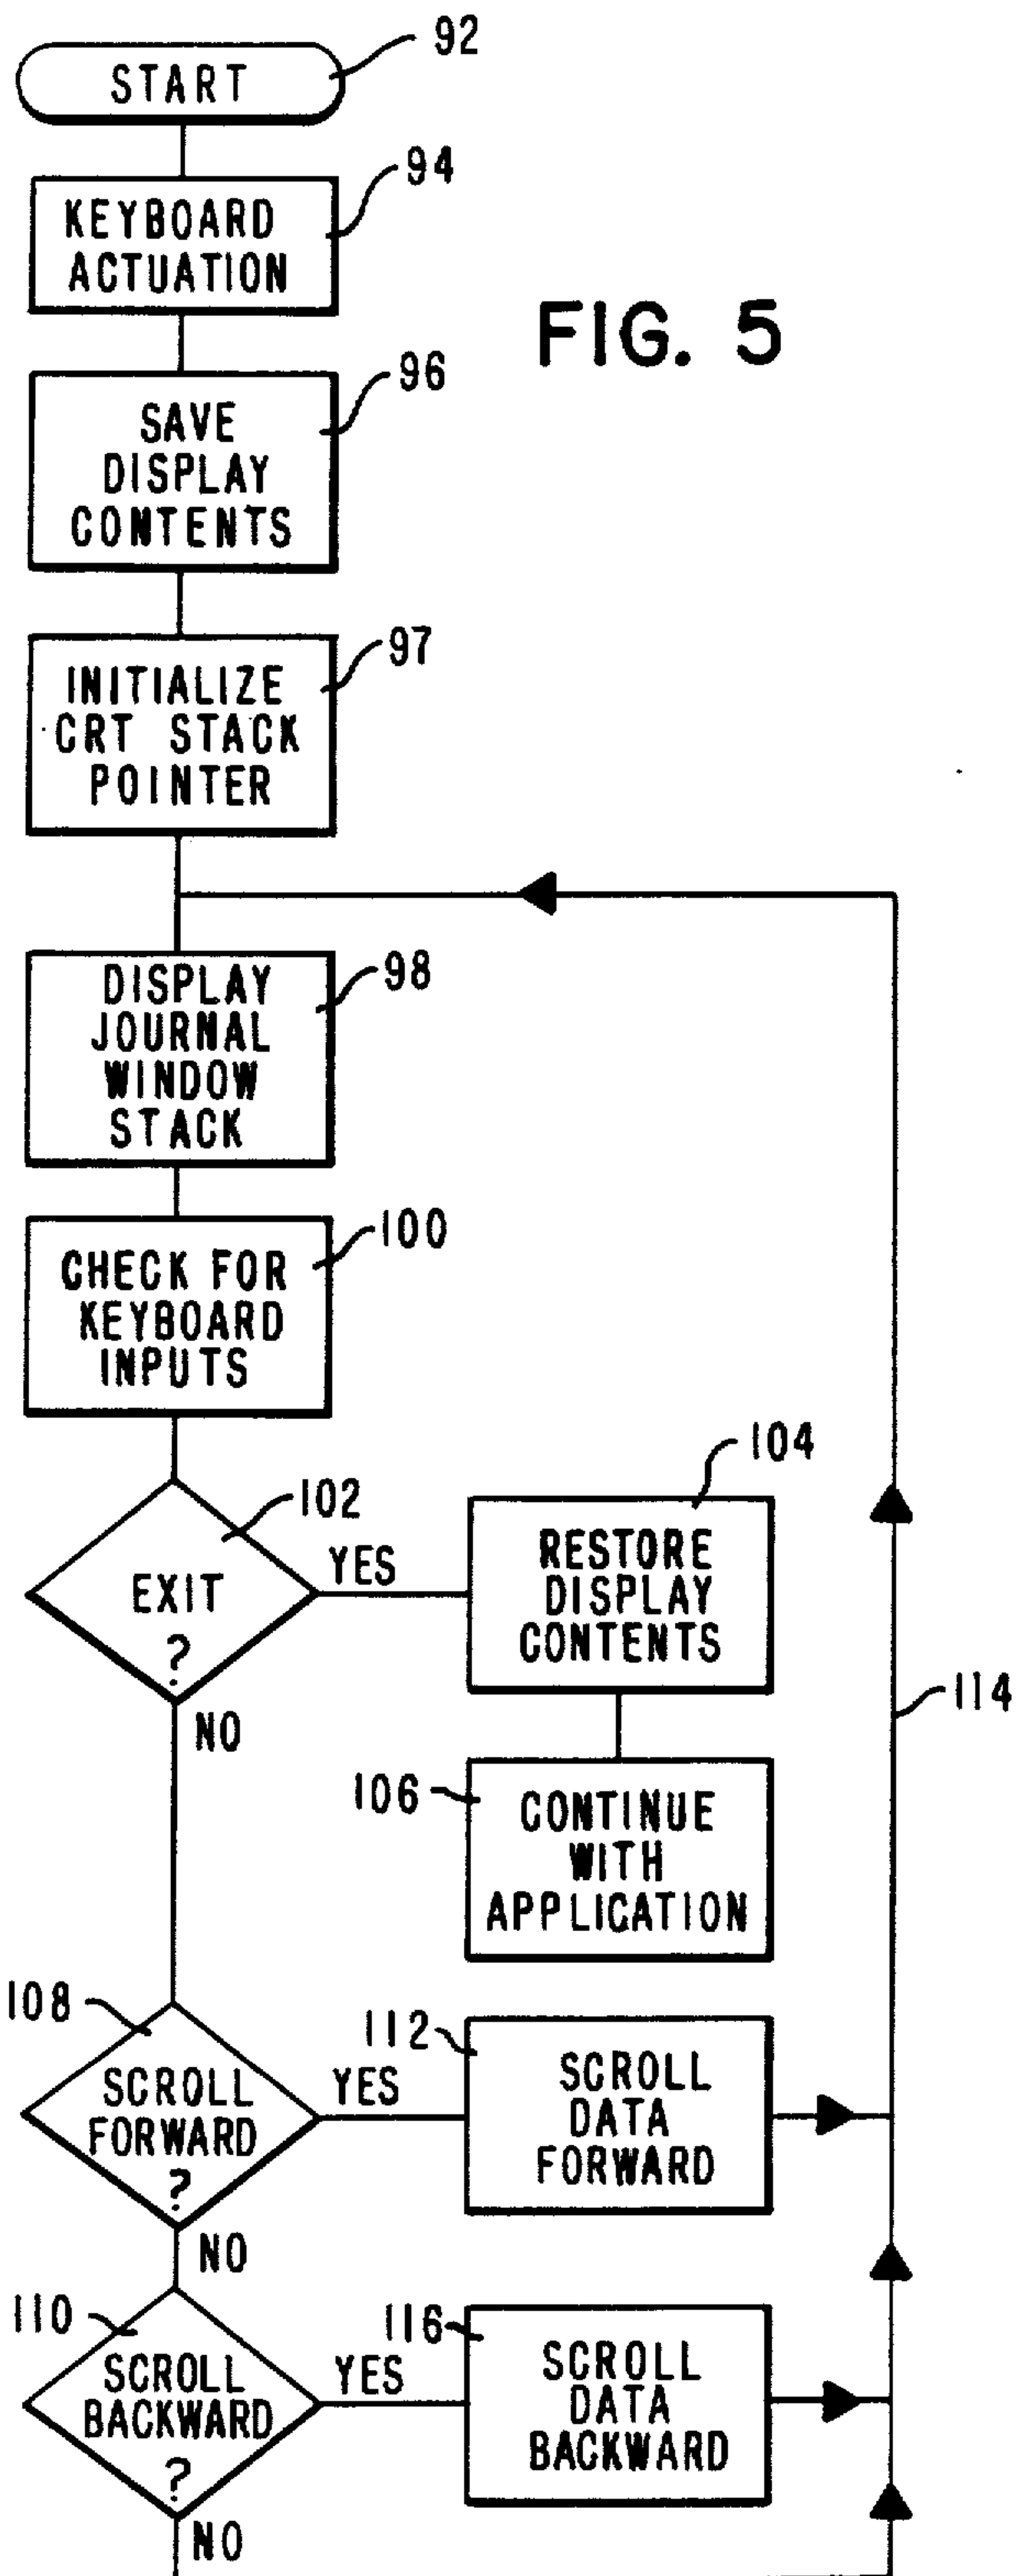 START
92
KEYBOARD
ACTUATION
94
FIG. 5
SAVE
DISPLAY
CONTENTS
96
INITIALIZE
CRT STACK
POINTER
97
DISPLAY
JOURNAL
WINDOW
STACK
98
CHECK FOR
KEYBOARD
INPUTS
100
EXIT
?
102
YES
NO
RESTORE
DISPLAY
CONTENTS
104
114
106
CONTINUE
WITH
APPLICATION
108
SCROLL
FORWARD
?
YES
NO
112
SCROLL
DATA
FORWARD
110
SCROLL
BACKWARD
?
YES
NO
116
SCROLL
DATA
BACKWARD